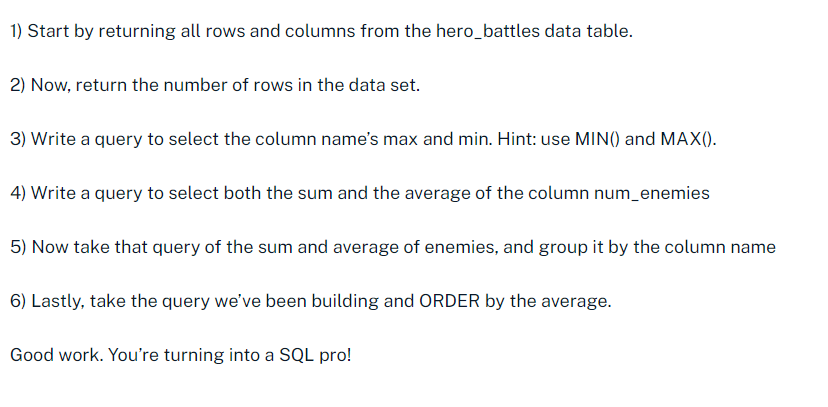 1) Start by returning all rows and columns from the hero_battles data table.
2) Now, return the number of rows in the data set.
3) Write a query to select the column name's max and min. Hint: use MIN() and MAX().
4) Write a query to select both the sum and the average of the column num_enemies
5) Now take that query of the sum and average of enemies, and group it by the column name
6) Lastly, take the query we've been building and ORDER by the average.
Good work. You're turning into a SQL pro!